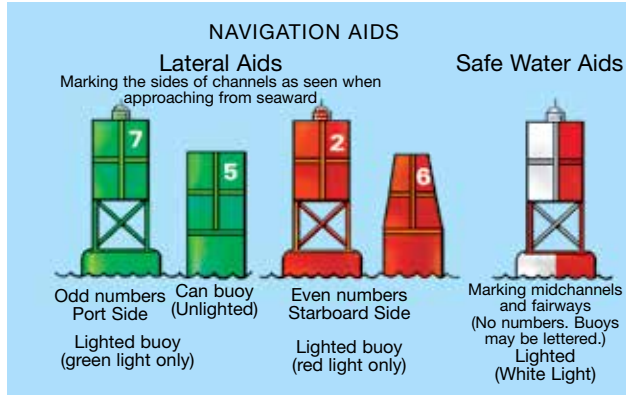 NAVIGATION AIDS
Lateral Aids
Marking the sides of channels as seen when
approaching from seaward
Safe Water Aids
7
5
2
6
Odd numbers
Port Side
Lighted buoy
(green light only)
Can buoy
(Unlighted)
Even numbers
Starboard Side
Lighted buoy
(red light only)
Marking midchannels
and fairways
(No numbers. Buoys
may be lettered.)
Lighted
(White Light)